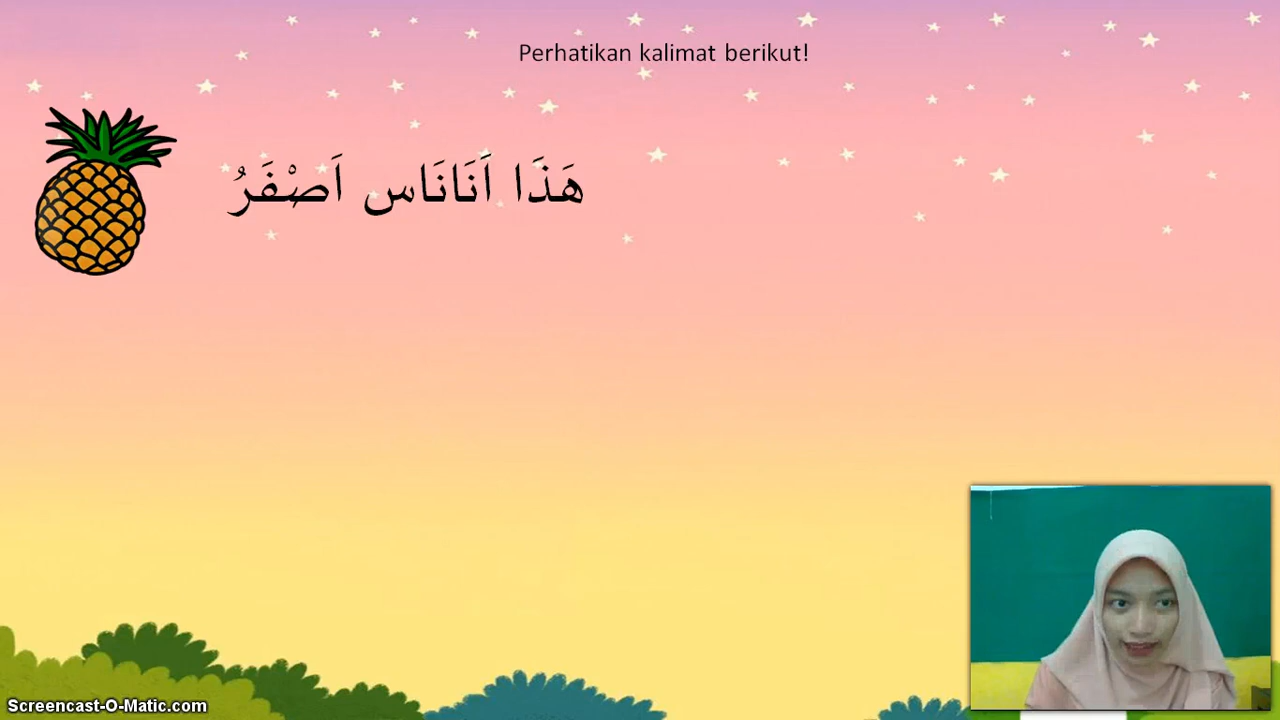 Perhatikan kalimat berikut!
هَذَا اَنَانَاس اَصْفَرُ
Screencast-O-Matic.com